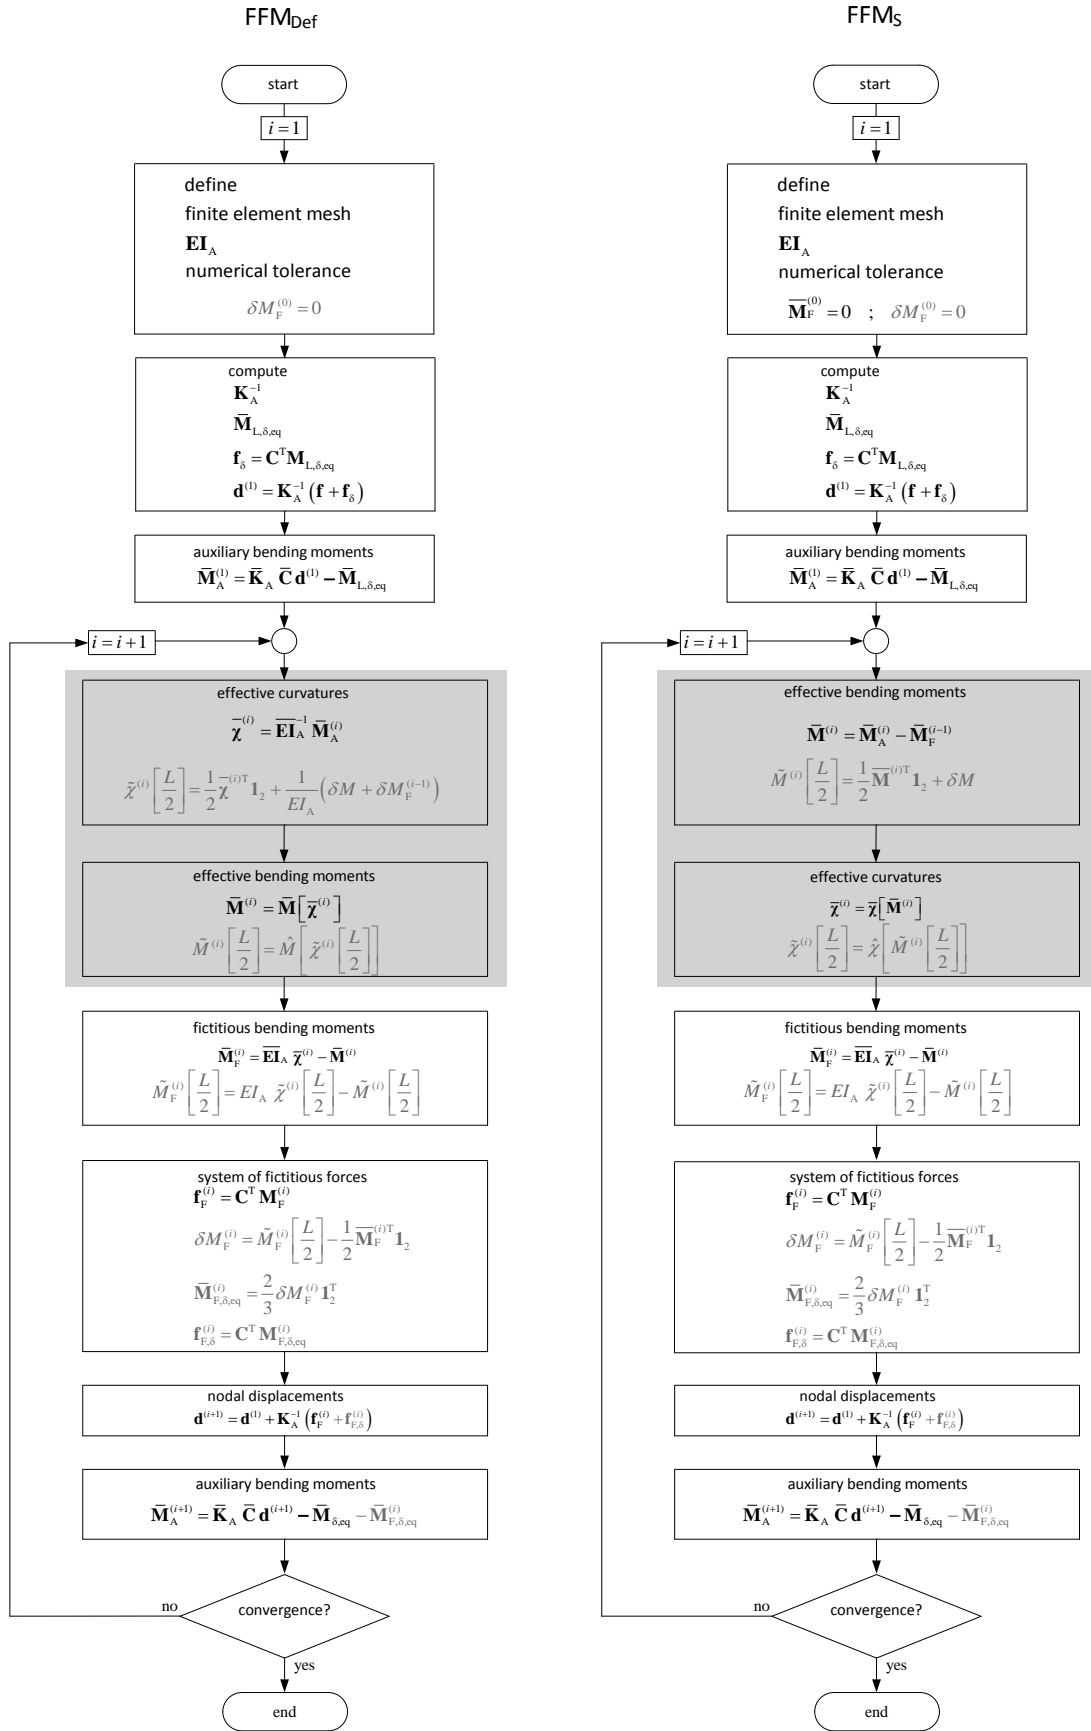 FFM_Def
start
i = 1
define
finite element mesh
EI_A
numerical tolerance
δM_F^(0) = 0
compute
K_A^−1
M̄_L,δ,eq
f_δ = C^T M_L,δ,eq
d^(1) = K_A^−1 (f + f_δ)
auxiliary bending moments
M̄_A^(1) = K̄_A C̄ d^(1) − M̄_L,δ,eq
i = i + 1
effective curvatures
χ̄^(i) = EI̅_A^−1 M̄_A^(i)
χ̃^(i) [L/2] = 1/2 χ̄^(i)T 1_2 + 1/EI_A (δM + δM_F^(i−1))
effective bending moments
M̄^(i) = M̄[χ̄^(i)]
M̃^(i) [L/2] = M̂ [χ̃^(i) [L/2]]
fictitious bending moments
M̄_F^(i) = EI̅_A χ̄^(i) − M̄^(i)
M̃_F^(i) [L/2] = EI_A χ̃^(i) [L/2] − M̃^(i) [L/2]
system of fictitious forces
f_F^(i) = C^T M_F^(i)
δM_F^(i) = M̃_F^(i) [L/2] − 1/2 M̄_F^(i)T 1_2
M̄_F,δ,eq^(i) = 2/3 δM_F^(i) 1_2^T
f_F,δ^(i) = C^T M_F,δ,eq^(i)
nodal displacements
d^(i+1) = d^(1) + K_A^−1 (f_F^(i) + f_F,δ^(i))
auxiliary bending moments
M̄_A^(i+1) = K̄_A C̄ d^(i+1) − M̄_δ,eq − M̄_F,δ,eq^(i)
convergence?
no
yes
end
FFM_S
start
i = 1
define
finite element mesh
EI_A
numerical tolerance
M̄_F^(0) = 0 ; δM_F^(0) = 0
compute
K_A^−1
M̄_L,δ,eq
f_δ = C^T M_L,δ,eq
d^(1) = K_A^−1 (f + f_δ)
auxiliary bending moments
M̄_A^(1) = K̄_A C̄ d^(1) − M̄_L,δ,eq
i = i + 1
effective bending moments
M̄^(i) = M̄_A^(i) − M̄_F^(i−1)
M̃^(i) [L/2] = 1/2 M̄^(i)T 1_2 + δM
effective curvatures
χ̄^(i) = χ̄[M̄^(i)]
χ̃^(i) [L/2] = χ̂ [M̃^(i) [L/2]]
fictitious bending moments
M̄_F^(i) = EI̅_A χ̄^(i) − M̄^(i)
M̃_F^(i) [L/2] = EI_A χ̃^(i) [L/2] − M̃^(i) [L/2]
system of fictitious forces
f_F^(i) = C^T M_F^(i)
δM_F^(i) = M̃_F^(i) [L/2] − 1/2 M̄_F^(i)T 1_2
M̄_F,δ,eq^(i) = 2/3 δM_F^(i) 1_2^T
f_F,δ^(i) = C^T M_F,δ,eq^(i)
nodal displacements
d^(i+1) = d^(1) + K_A^−1 (f_F^(i) + f_F,δ^(i))
auxiliary bending moments
M̄_A^(i+1) = K̄_A C̄ d^(i+1) − M̄_δ,eq − M̄_F,δ,eq^(i)
convergence?
no
yes
end